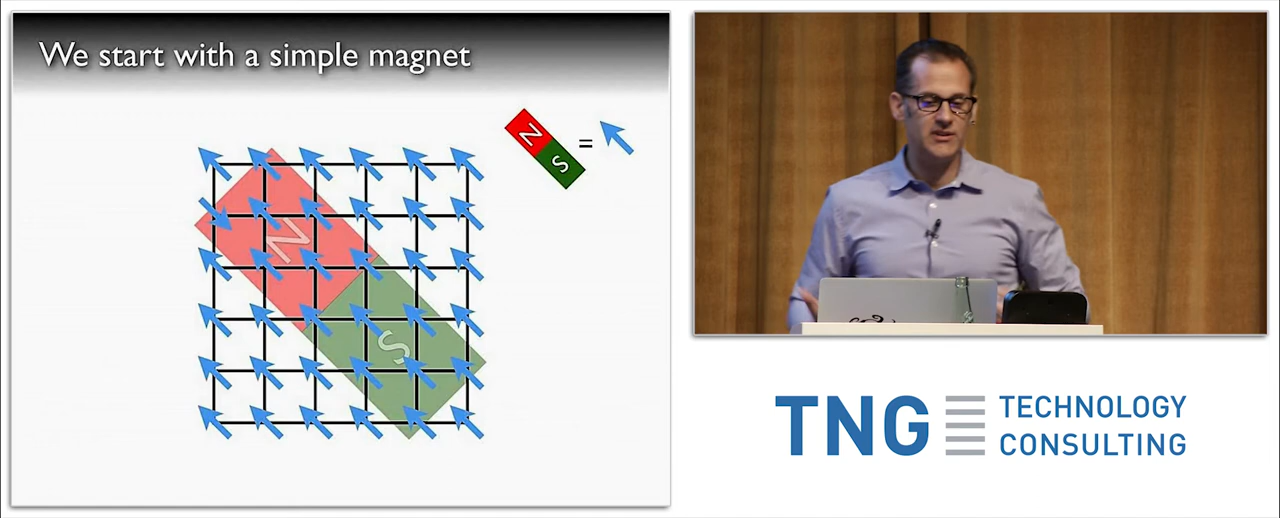 We start with a simple magnet
N
S
=
N
S
TNG TECHNOLOGY
CONSULTING